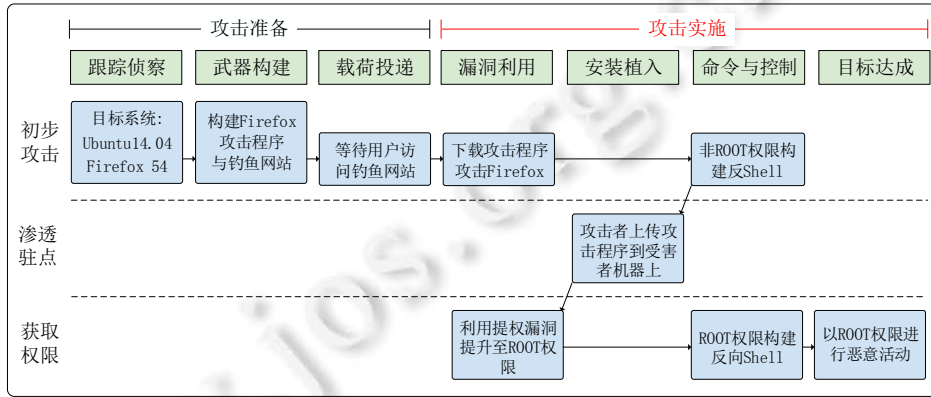 攻击准备
攻击实施
跟踪侦察
武器构建
载荷投递
漏洞利用
安装植入
命令与控制
目标达成
初步
攻击
目标系统:
Ubuntu14.04
Firefox 54
构建Firefox
攻击程序
与钓鱼网站
等待用户访
问钓鱼网站
下载攻击程序
攻击Firefox
非ROOT权限构
建反Shell
渗透
驻点
攻击者上传攻
击程序到受害
者机器上
获取
权限
利用提权漏洞
提升至ROOT权
限
ROOT权限构建
反向Shell
以ROOT权限进
行恶意活动
jos.org